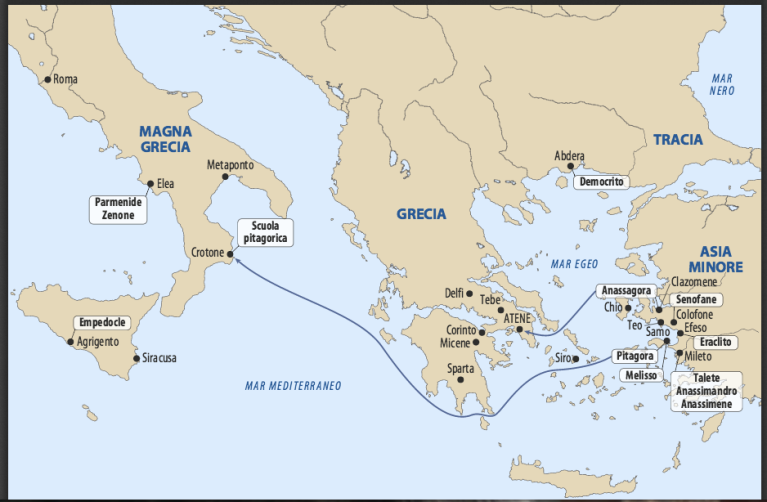 Roma
MAR
NERO
MAGNA
GRECIA
TRACIA
Abdera
Metaponto
Elea
Democrito
Parmenide
Zenone
GRECIA
Scuola
pitagorica
Crotone
ASIA
MINORE
MAR EGEO
Clazomene
Delfi
Anassagora
Tebe
Senofane
Chio
Colofone
ATENE
Teo
Efeso
Empedocle
Corinto
Samo
Agrigento
Micene
Eraclito
Siracusa
Siro
Pitagora
Mileto
Sparta
Melisso
Talete
Anassimandro
Anassimene
MAR MEDITERRANEO